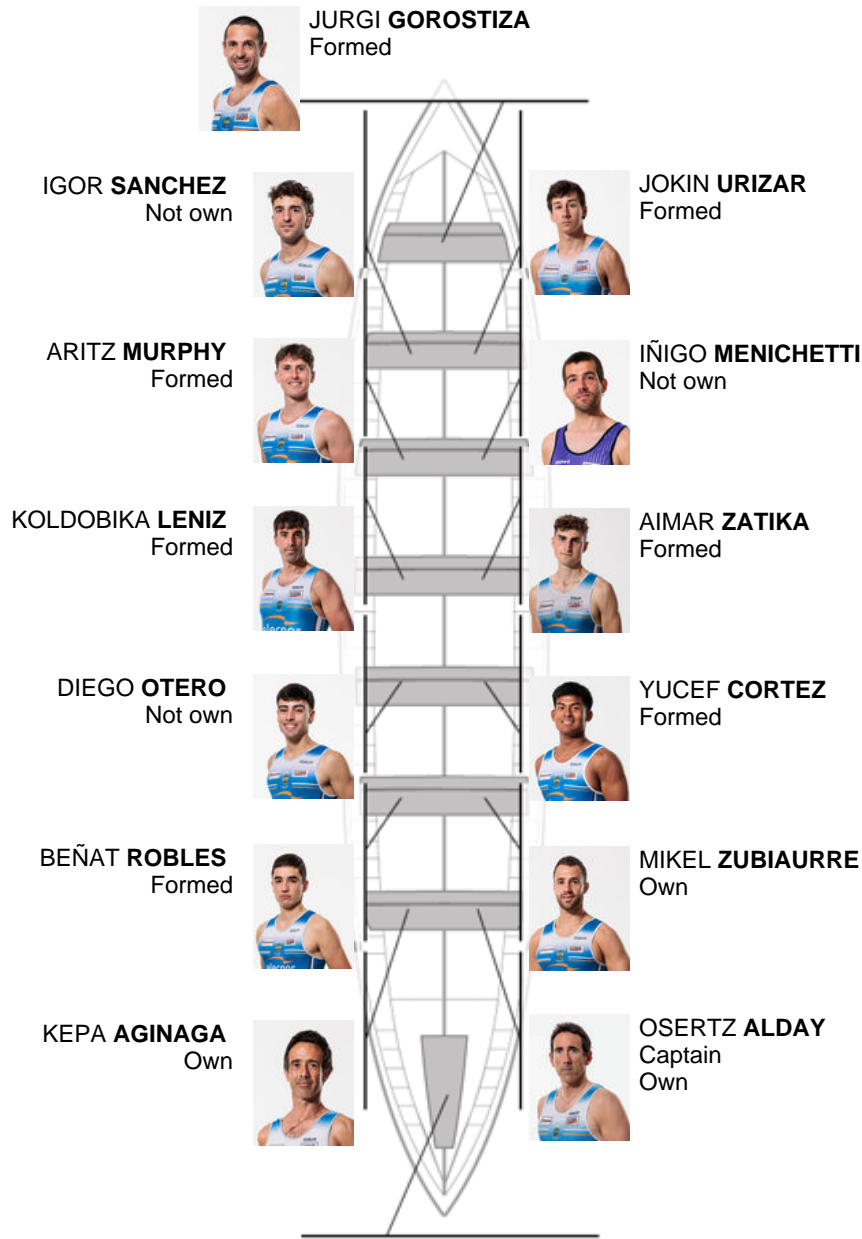 JURGI GOROSTIZA
Formed
IGOR SANCHEZ
Not own
JOKIN URIZAR
Formed
ARITZ MURPHY
Formed
IÑIGO MENICHETTI
Not own
KOLDOBIKA LENIZ
Formed
AIMAR ZATIKA
Formed
DIEGO OTERO
Not own
YUCEF CORTEZ
Formed
BEÑAT ROBLES
Formed
MIKEL ZUBIAURRE
Own
KEPA AGINAGA
Own
OSERTZ ALDAY
Captain
Own